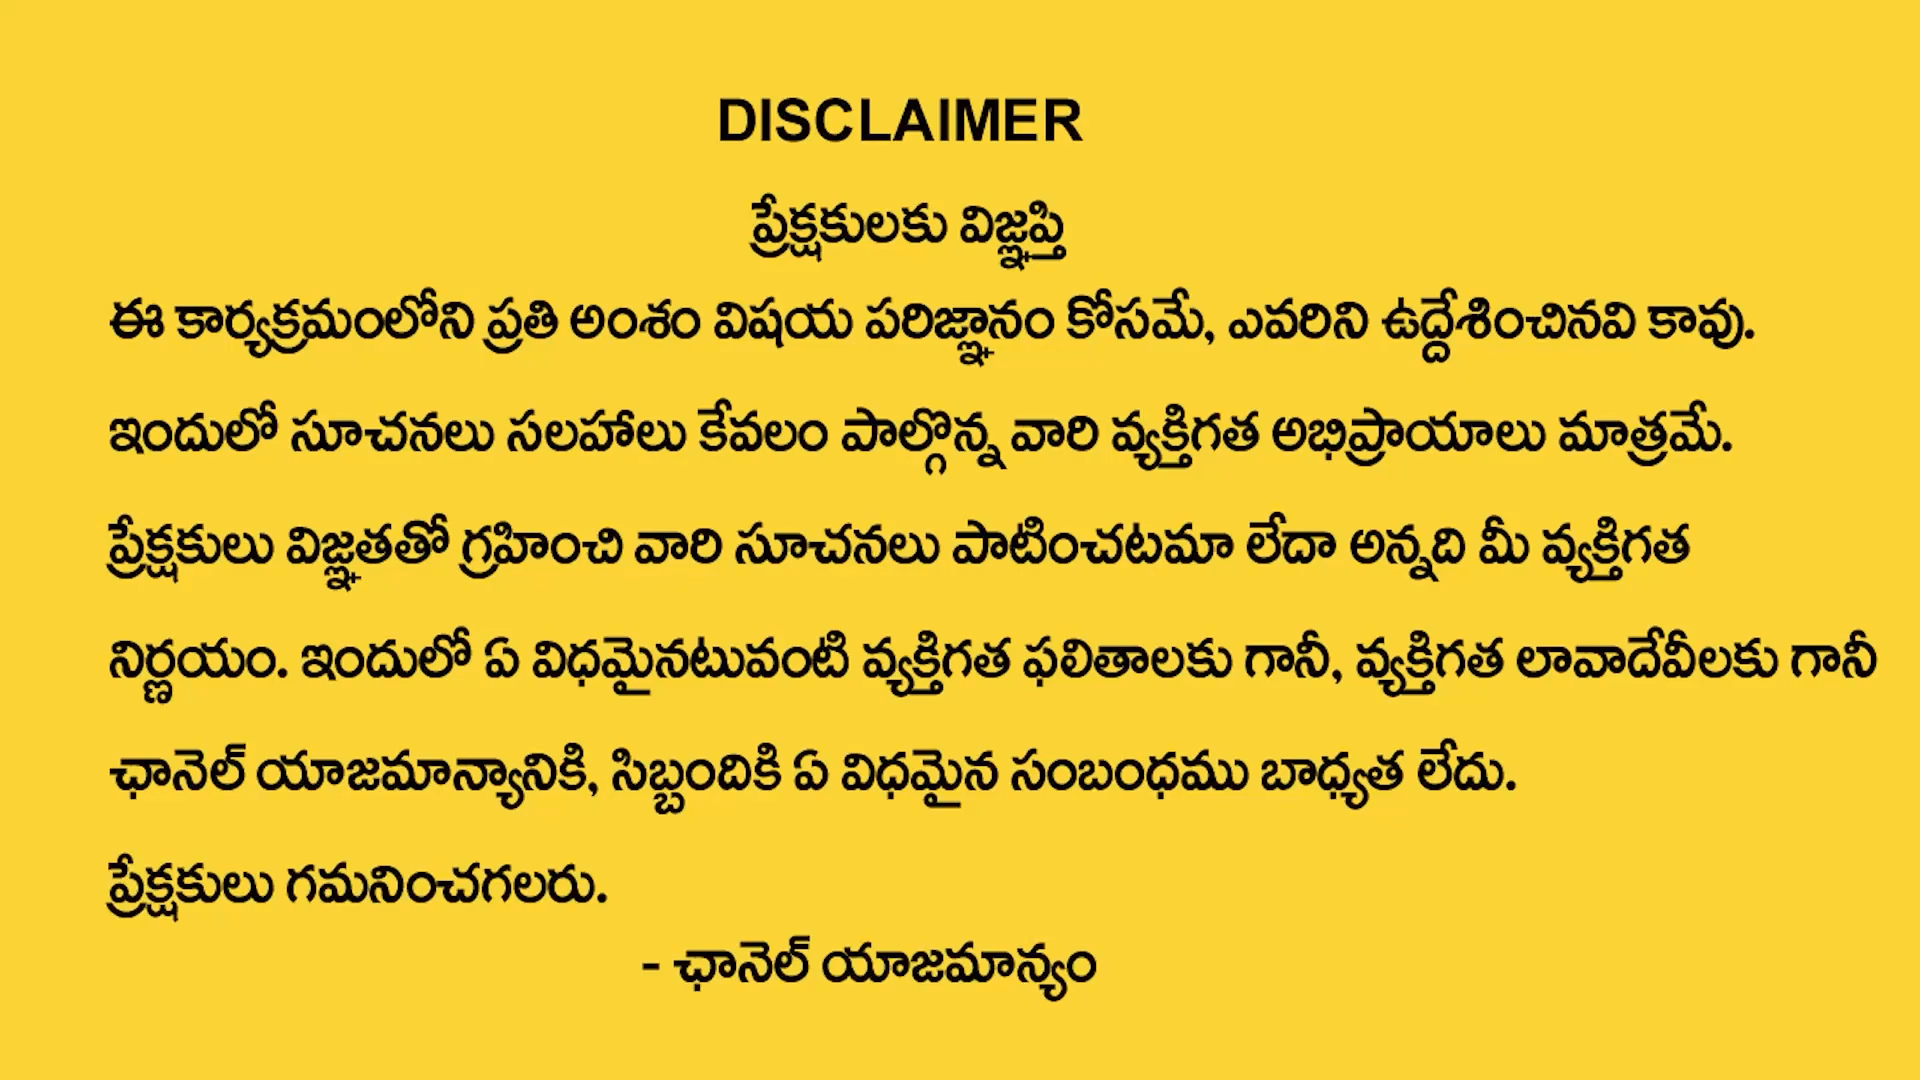 DISCLAIMER
ప్రేక్షకులకు విజ్ఞప్తి
ఈ కార్యక్రమంలోని ప్రతి అంశం విషయ పరిజ్ఞానం కోసమే, ఎవరిని ఉద్దేశించినవి కావు.
ఇందులో సూచనలు సలహాలు కేవలం పాల్గొన్న వారి వ్యక్తిగత అభిప్రాయాలు మాత్రమే.
ప్రేక్షకులు విజ్ఞతతో గ్రహించి వారి సూచనలు పాటించటమా లేదా అన్నది మీ వ్యక్తిగత
నిర్ణయం. ఇందులో ఏ విధమైనటువంటి వ్యక్తిగత ఫలితాలకు గానీ, వ్యక్తిగత లావాదేవీలకు గానీ
ఛానెల్ యాజమాన్యానికి, సిబ్బందికి ఏ విధమైన సంబంధము బాధ్యత లేదు.
ప్రేక్షకులు గమనించగలరు.
- ఛానెల్ యాజమాన్యం